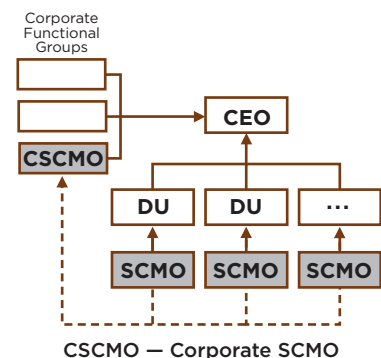 Corporate
Functional
Groups
CEO
CSCMO
DU DU ...
SCMO SCMO SCMO
CSCMO — Corporate SCMO